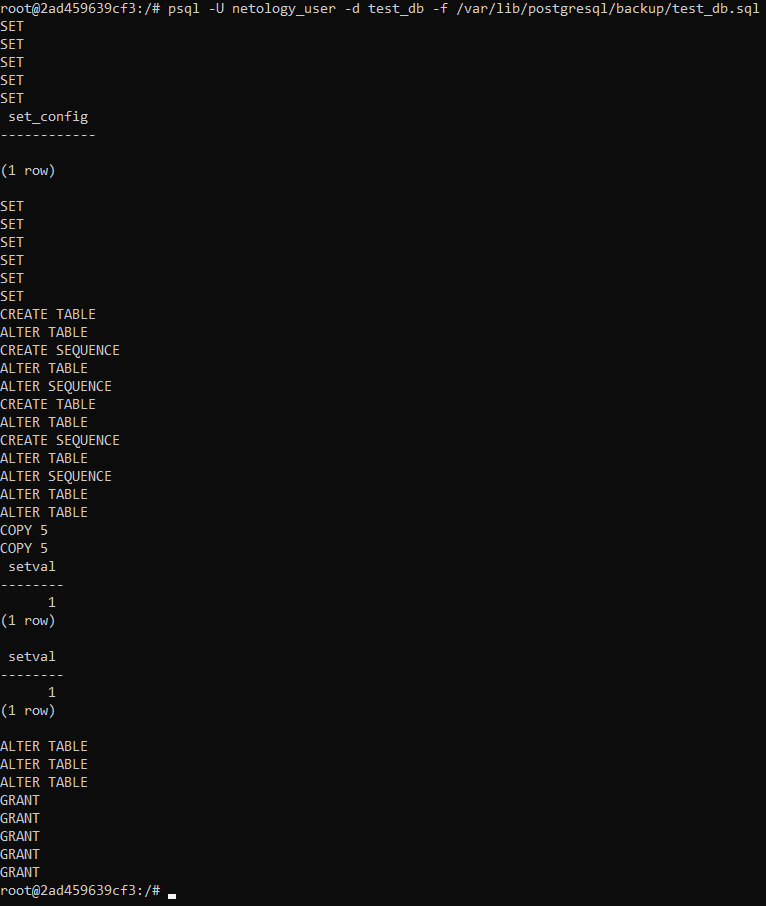 root@2ad459639cf3:/# psql -U netology_user -d test_db -f /var/lib/postgresql/backup/test_db.sql
SET
SET
SET
SET
SET
 set_config
------------

(1 row)

SET
SET
SET
SET
SET
SET
CREATE TABLE
ALTER TABLE
CREATE SEQUENCE
ALTER TABLE
ALTER SEQUENCE
CREATE TABLE
ALTER TABLE
CREATE SEQUENCE
ALTER TABLE
ALTER SEQUENCE
ALTER TABLE
ALTER TABLE
COPY 5
COPY 5
 setval
--------
      1
(1 row)

 setval
--------
      1
(1 row)

ALTER TABLE
ALTER TABLE
ALTER TABLE
GRANT
GRANT
GRANT
GRANT
GRANT
root@2ad459639cf3:/#